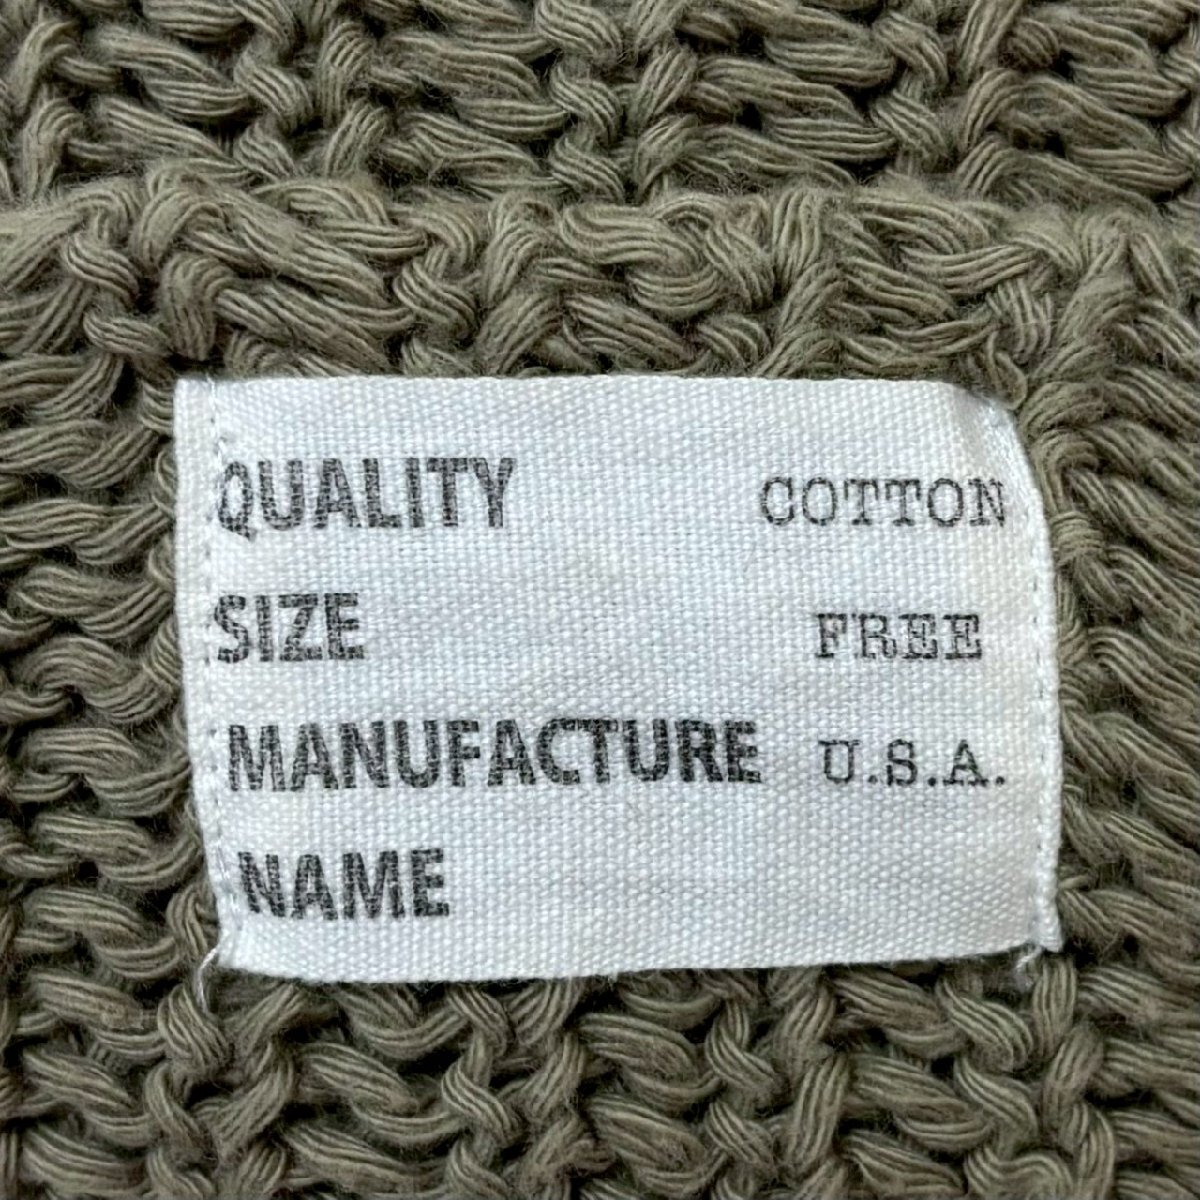 QUALITY COTTON
SIZE FREE
MANUFACTURE U.S.A.
NAME